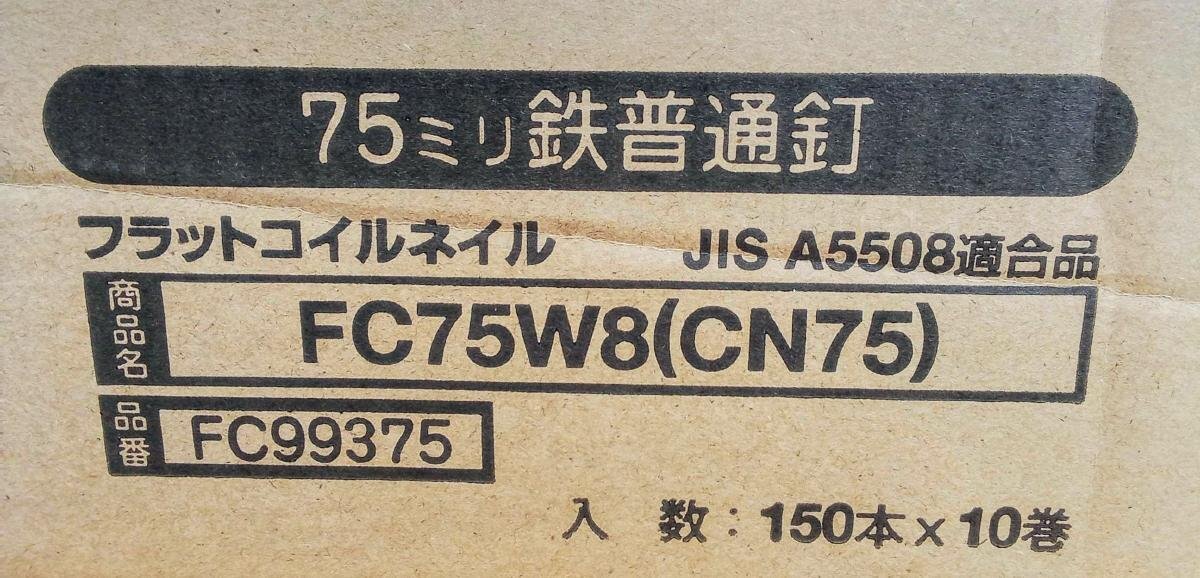 75ミリ鉄普通釘
フラットコイルネイル JIS A5508適合品
商品名 FC75W8(CN75)
品番 FC99375
入 数：150本×10巻